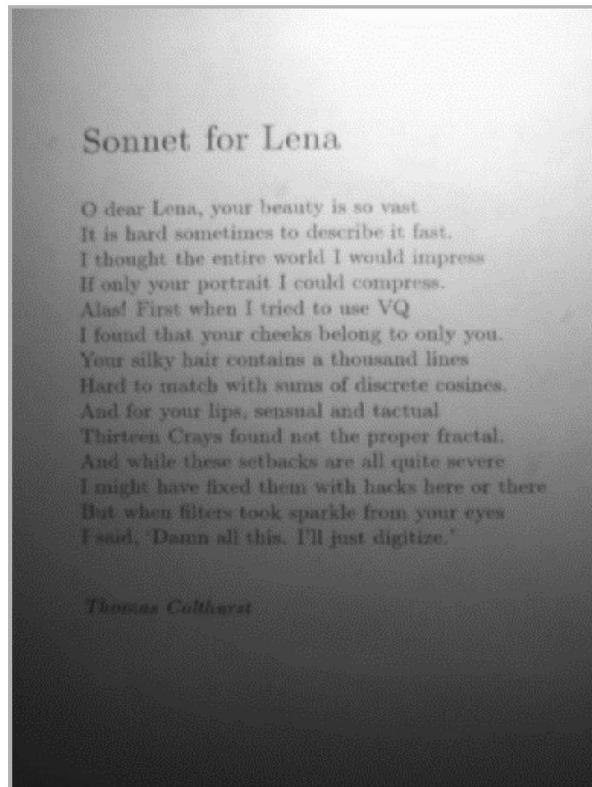 Sonnet for Lena
O dear Lena, your beauty is so vast
It is hard sometimes to describe it fast.
I thought the entire world I would impress
If only your portrait I could compress.
Alas! First when I tried to use VQ
I found that your cheeks belong to only you.
Your silky hair contains a thousand lines
Hard to match with sums of discrete cosines.
And for your lips, sensual and tactual
Thirteen Crays found not the proper fractal.
And while these setbacks are all quite severe
I might have fixed them with hacks here or there
But when filters took sparkle from your eyes
I said, 'Damn all this. I'll just digitize.'
Thomas Colthurst